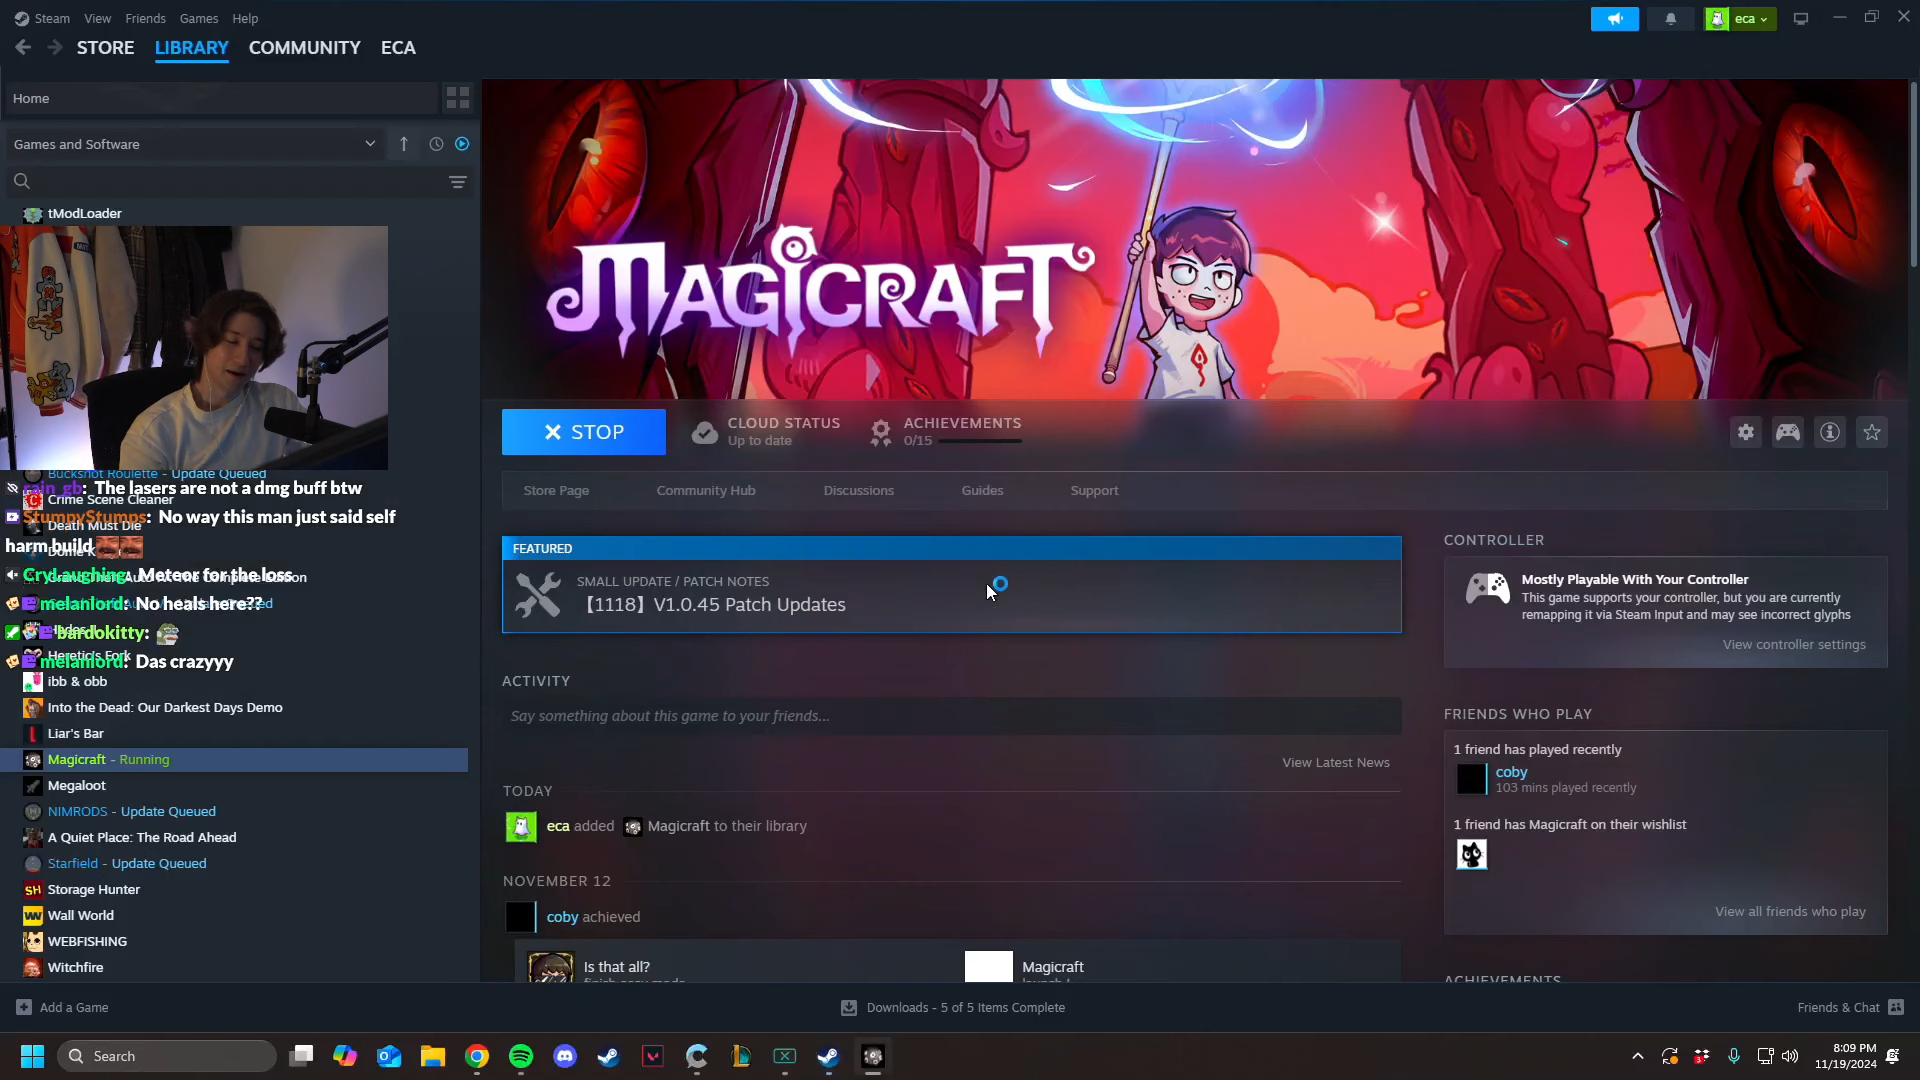 Steam View Friends Games Help
eca
STORE LIBRARY COMMUNITY ECA
Home
Games and Software
tModLoader
MAGICRAFT
STOP
CLOUD STATUS
Up to date
ACHIEVEMENTS
0/15
Store Page Community Hub Discussions Guides Support
Buckshot Roulette - Update Queued
rain_gb: The lasers are not a dmg buff btw
Crime Scene Cleaner
StumpyStumps: No way this man just said self
Death Must Die
harm build
CryLaughing: Meteor for the loss
melanlord: No heals here??
bardokitty:
Heretic's Fork
melanlord: Das crazyyy
ibb & obb
Into the Dead: Our Darkest Days Demo
Liar's Bar
Magicraft - Running
Megaloot
NIMRODS - Update Queued
A Quiet Place: The Road Ahead
Starfield - Update Queued
Storage Hunter
Wall World
WEBFISHING
Witchfire
FEATURED
SMALL UPDATE / PATCH NOTES
【1118】V1.0.45 Patch Updates
ACTIVITY
Say something about this game to your friends...
View Latest News
TODAY
eca added Magicraft to their library
NOVEMBER 12
coby achieved
Is that all?
Magicraft
CONTROLLER
Mostly Playable With Your Controller
This game supports your controller, but you are currently
remapping it via Steam Input and may see incorrect glyphs
View controller settings
FRIENDS WHO PLAY
1 friend has played recently
coby
103 mins played recently
1 friend has Magicraft on their wishlist
View all friends who play
ACHIEVEMENTS
Add a Game
Downloads - 5 of 5 Items Complete
Friends & Chat
Search
8:09 PM
11/19/2024